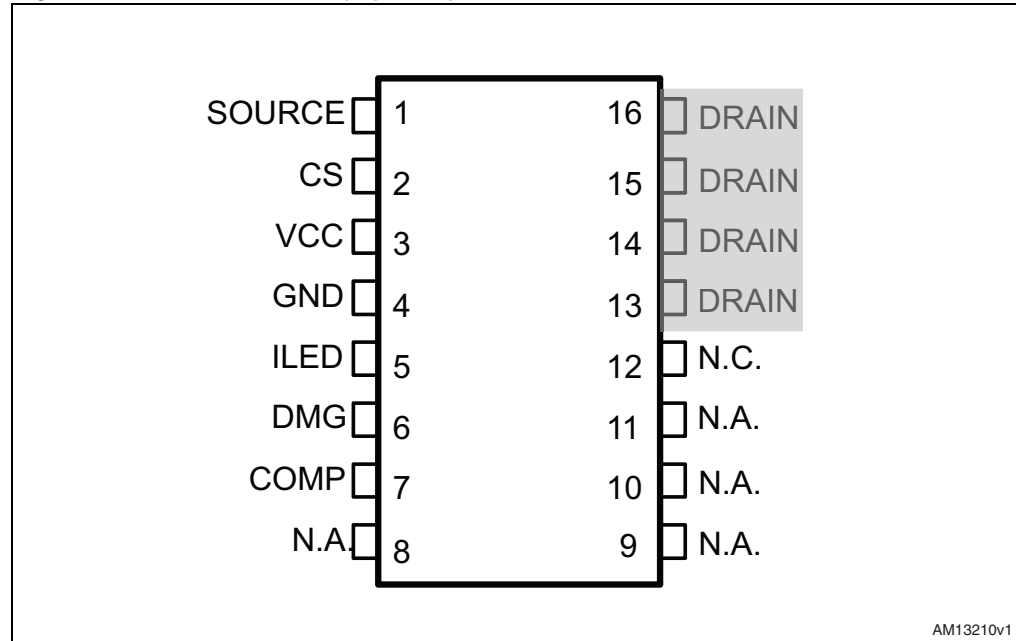 SOURCE 1 16 DRAIN
CS 2 15 DRAIN
VCC 3 14 DRAIN
GND 4 13 DRAIN
ILED 5 12 N.C.
DMG 6 11 N.A.
COMP 7 10 N.A.
N.A. 8 9 N.A.
AM13210v1